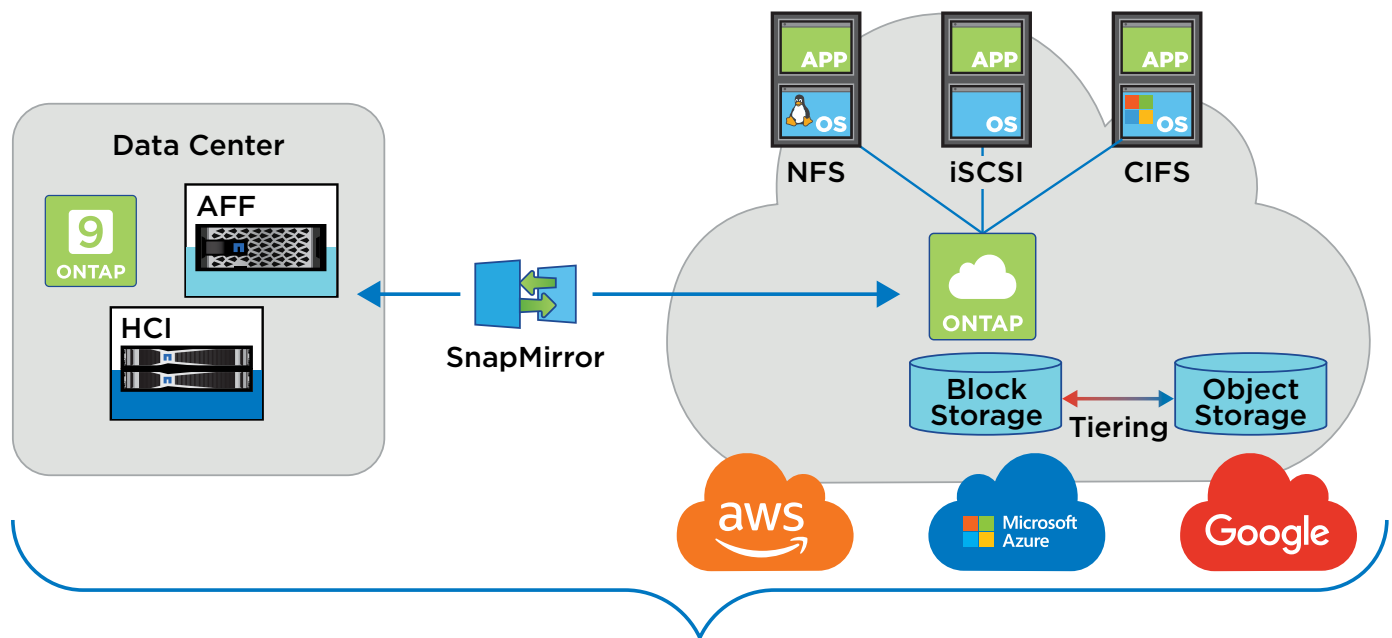 Data Center
9
ONTAP
AFF
HCI
SnapMirror
APP
OS
NFS
APP
OS
iSCSI
APP
OS
CIFS
ONTAP
Block
Storage
Tiering
Object
Storage
aws
Microsoft
Azure
Google